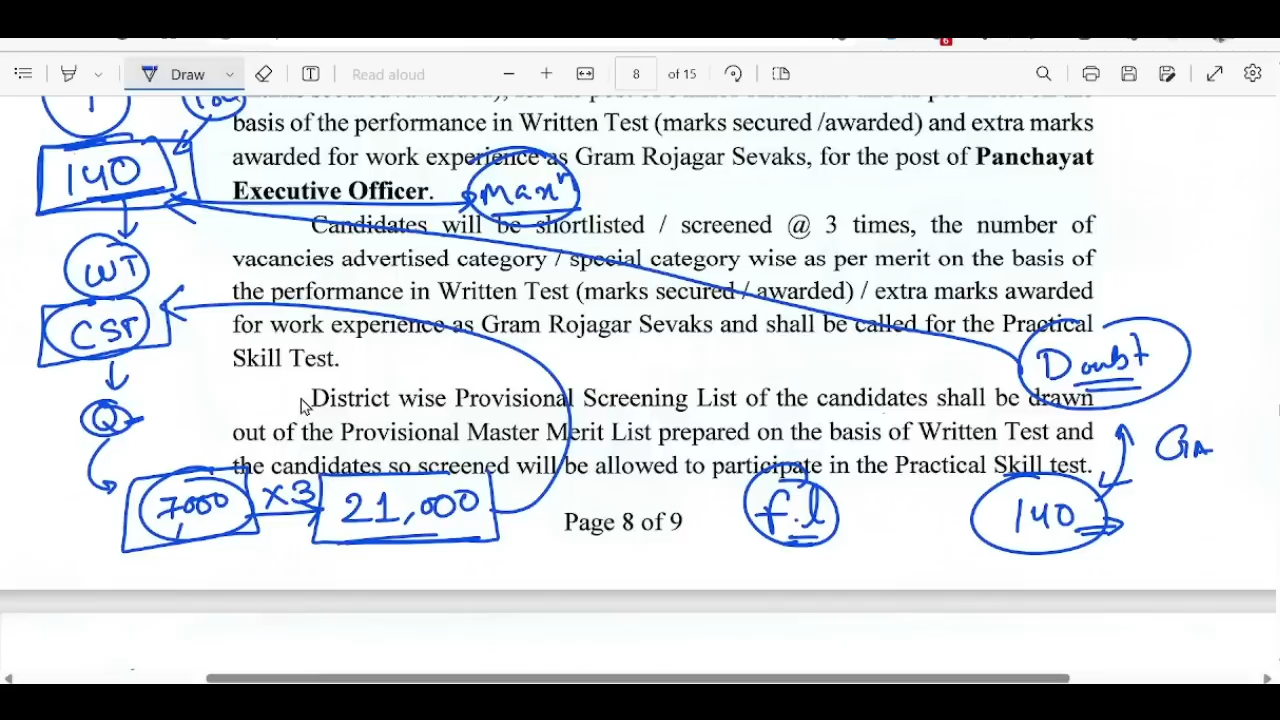 Draw
Read aloud
8 of 15
6
basis of the performance in Written Test (marks secured /awarded) and extra marks
awarded for work experience as Gram Rojagar Sevaks, for the post of Panchayat
Executive Officer.
Candidates will be shortlisted / screened @ 3 times, the number of
vacancies advertised category / special category wise as per merit on the basis of
the performance in Written Test (marks secured / awarded) / extra marks awarded
for work experience as Gram Rojagar Sevaks and shall be called for the Practical
Skill Test.
District wise Provisional Screening List of the candidates shall be drawn
out of the Provisional Master Merit List prepared on the basis of Written Test and
the candidates so screened will be allowed to participate in the Practical Skill test.
Page 8 of 9
140
Maxm
WT
CST
Q
7000 ×3 21,000
f.l
Doubt
140